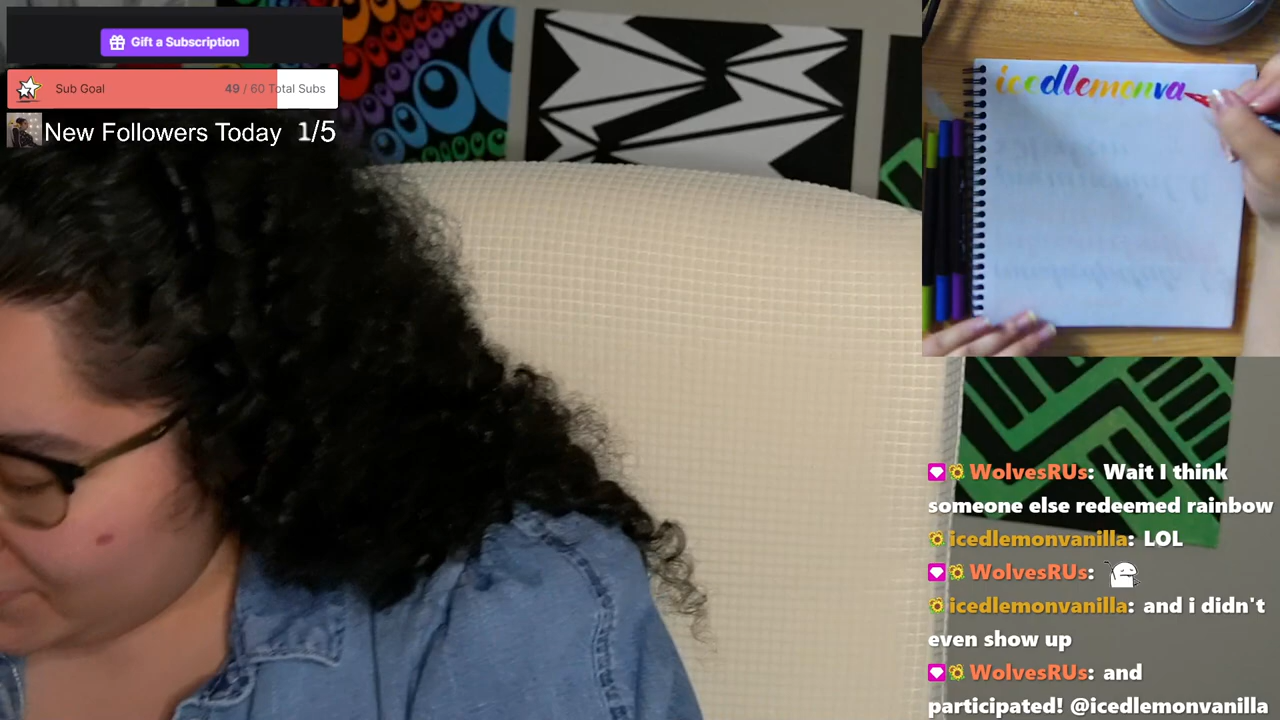 Gift a Subscription
Sub Goal 49 / 60 Total Subs
New Followers Today 1/5
icedlemonva
WolvesRUs: Wait I think
someone else redeemed rainbow
icedlemonvanilla: LOL
WolvesRUs:
icedlemonvanilla: and i didn't
even show up
WolvesRUs: and
participated! @icedlemonvanilla